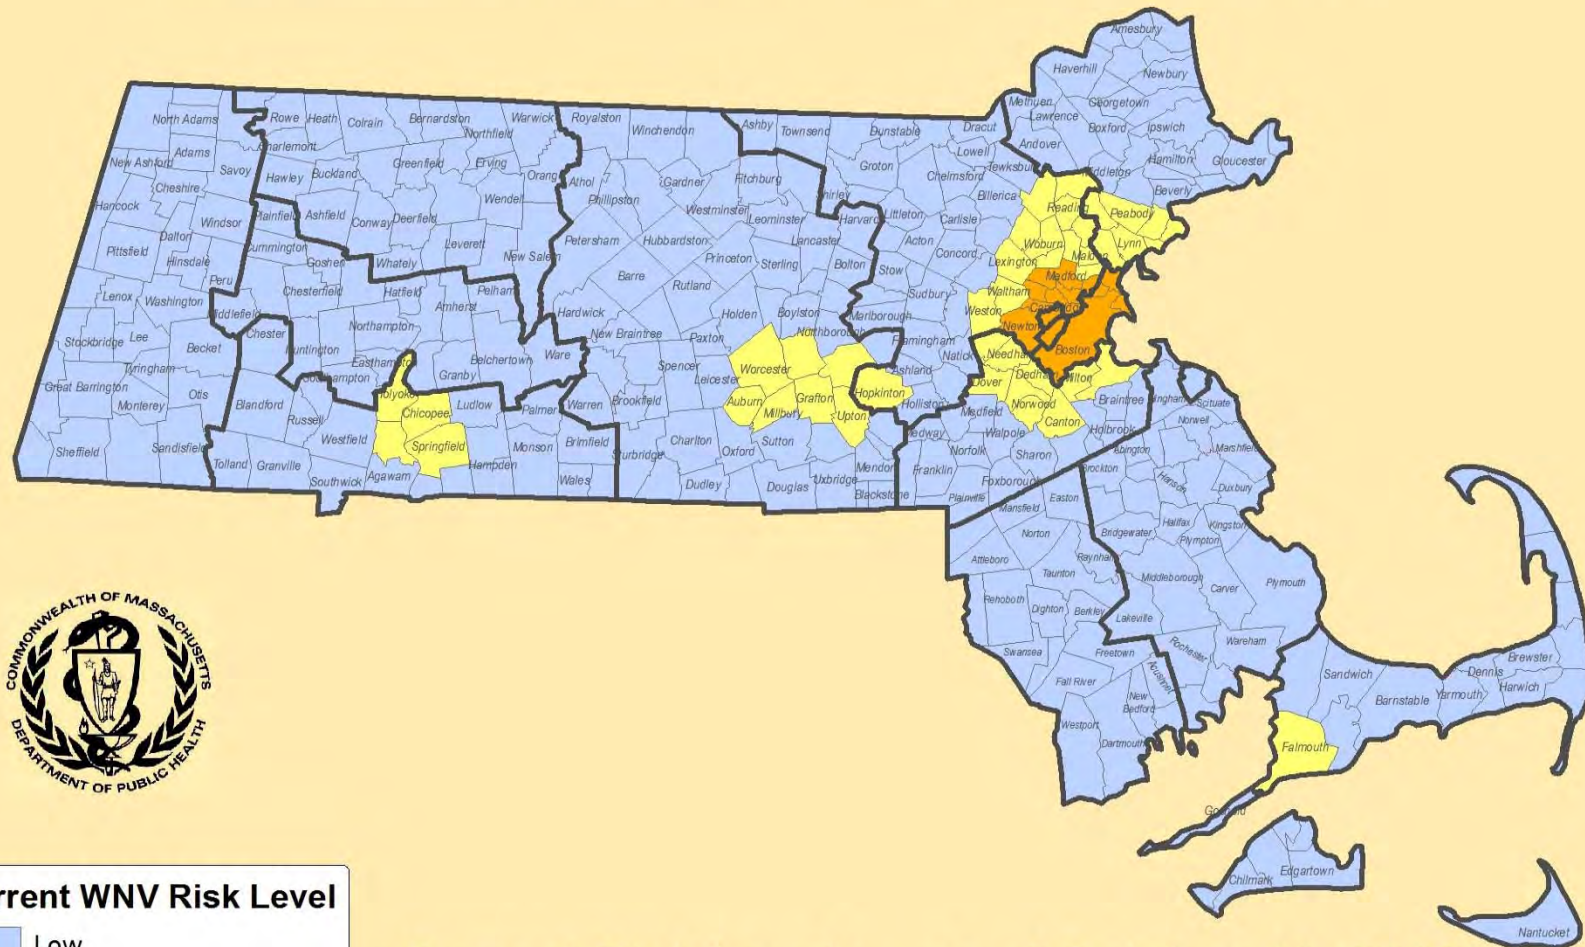 Amesbury
Haverhill
Newbury
Methuen
Georgetown
Lawrence
Boxford
Ipswich
Andover
Hamilton
Gloucester
Beverly
North Adams
Rowe
Heath
Colrain
Bernardston
Warwick
Northfield
Royalston
Winchendon
Ashby
Townsend
Dunstable
Dracut
Lowell
Groton
Chelmsford
Billerica
Adams
New Ashford
Savoy
Cheshire
Hancock
Windsor
Dalton
Pittsfield
Hinsdale
Peru
Lenox
Washington
Stockbridge
Lee
Becket
Tyringham
Great Barrington
Otis
Monterey
Sheffield
Sandisfield
Charlemont
Hawley
Buckland
Greenfield
Erving
Orang
Wendell
Plainfield
Ashfield
Conway
Deerfield
Leverett
New Salem
Cummington
Goshen
Whately
Chesterfield
Hatfield
Pelham
Amherst
Middlefield
Northampton
Chester
Huntington
Easthampton
Belchertown
Ware
Granby
Southampton
Holyoke
Chicopee
Ludlow
Palmer
Blandford
Russell
Westfield
Springfield
Monson
Brimfield
Hampden
Wales
Tolland
Granville
Southwick
Agawam
Athol
Phillipston
Gardner
Westminster
Fitchburg
Leominster
Shirley
Harvard
Littleton
Carlisle
Petersham
Hubbardston
Lancaster
Princeton
Sterling
Bolton
Acton
Concord
Stow
Barre
Rutland
Sudbury
Hardwick
Holden
Boylston
Marlborough
New Braintree
Paxton
Northborough
Framingham
Natick
Spencer
Leicester
Worcester
Ashland
Hopkinton
Holliston
Warren
Brookfield
Auburn
Millbury
Grafton
Upton
Charlton
Oxford
Sutton
Sturbridge
Dudley
Douglas
Uxbridge
Mendon
Blackstone
Tewksbury
Middleton
Reading
Peabody
Lynn
Woburn
Lexington
Malden
Medford
Waltham
Weston
Newton
Boston
Needham
Dover
Dedham
Milton
Norwood
Canton
Medfield
Braintree
Holbrook
Hingham
Scituate
Norwell
Medway
Walpole
Norfolk
Sharon
Abington
Marshfield
Franklin
Foxborough
Brockton
Hanson
Duxbury
Plainville
Easton
Mansfield
Norton
Bridgewater
Halifax
Kingston
Plympton
Attleboro
Raynham
Taunton
Middleborough
Carver
Plymouth
Rehoboth
Dighton
Berkley
Lakeville
Swansea
Freetown
Rochester
Wareham
Acushnet
Fall River
New
Bedford
Westport
Dartmouth
Sandwich
Barnstable
Yarmouth
Dennis
Brewster
Harwich
Falmouth
Gosnold
Chilmark
Edgartown
Nantucket
COMMONWEALTH OF MASSACHUSETTS
DEPARTMENT OF PUBLIC HEALTH
rrent WNV Risk Level
Low